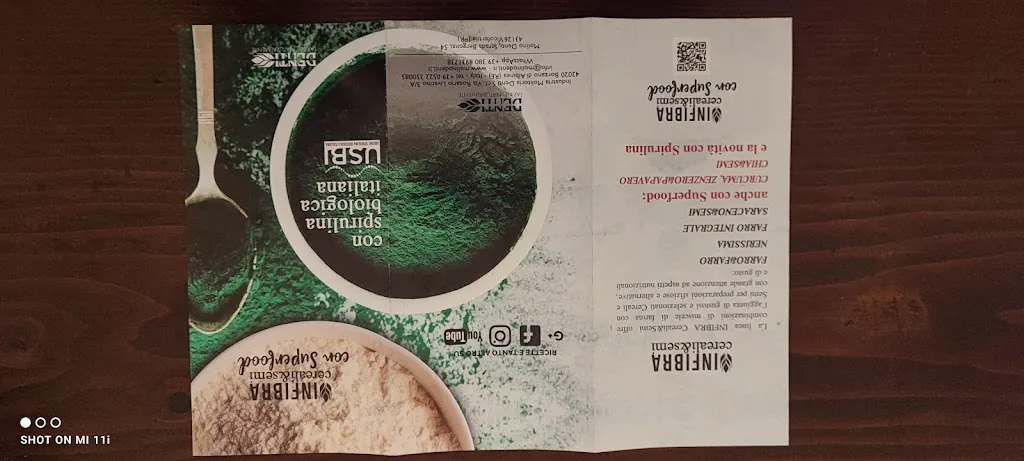 INFIBRA
cereali&semi
La linea INFIBRA Cereali&Semi offre
combinazioni di miscele di farina con
l'aggiunta di gustosi e selezionati Cereali e
Semi per preparazioni sfiziose e alternative,
con grande attenzione ad aspetti nutrizionali
e di gusto:
FARRO&FARRO
NERISSIMA
FARRO INTEGRALE
SARACENO&SEMI
anche con Superfood:
CURCUMA, ZENZERO&PAPAVERO
CHIA&SEMI
e la novità con Spirulina
INFIBRA
cereali&semi
con Superfood
RICETTE E TANTO ALTRO SU
G+
YouTube
DENTI
Industria Molitoria Denti S.r.l. Via Rosario Livatino 3/A
42020 Borzano di Albinea (RE) - Italy - Tel +39 0522 350085
WhatsApp +39 380 8931738
info@molinodenti.it - www.molinodenti.it
Molino Denti, Strada Bergonzi, 54
43126 Vicofertile (PR)
INFIBRA
cereali&semi
con Superfood
con
spirulina
biologica
italiana
USBI
DENTI
SHOT ON MI 11i